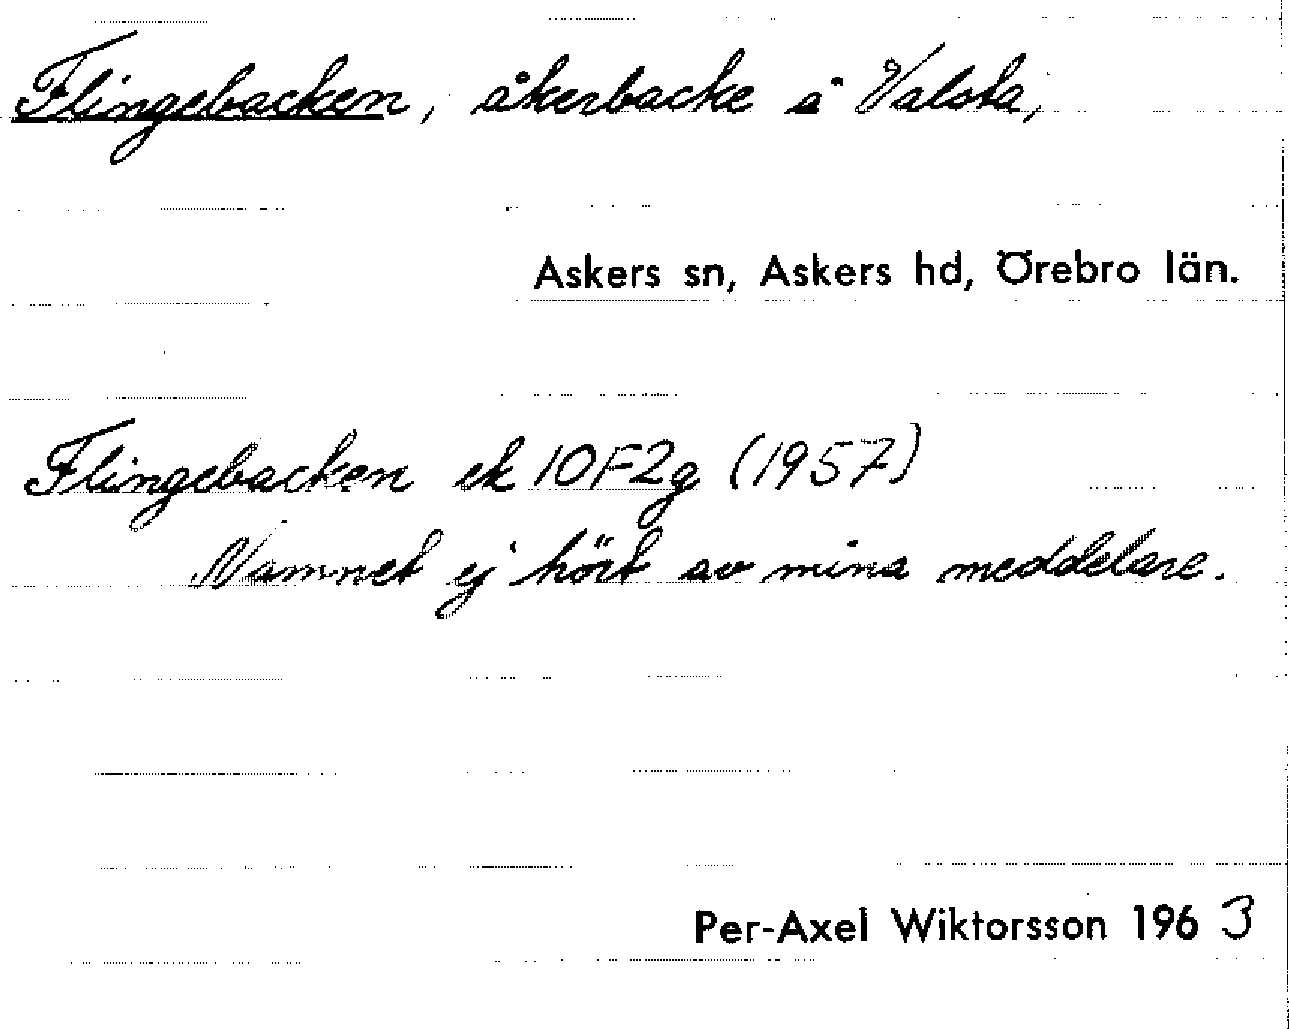 Flingebacken, åkerbacke å Valsta,
Askers sn, Askers hd, Örebro län.
Flingebacken ek 10F2g (1957)
Namnet ej hört av mina meddelare.
Per-Axel Wiktorsson 1963